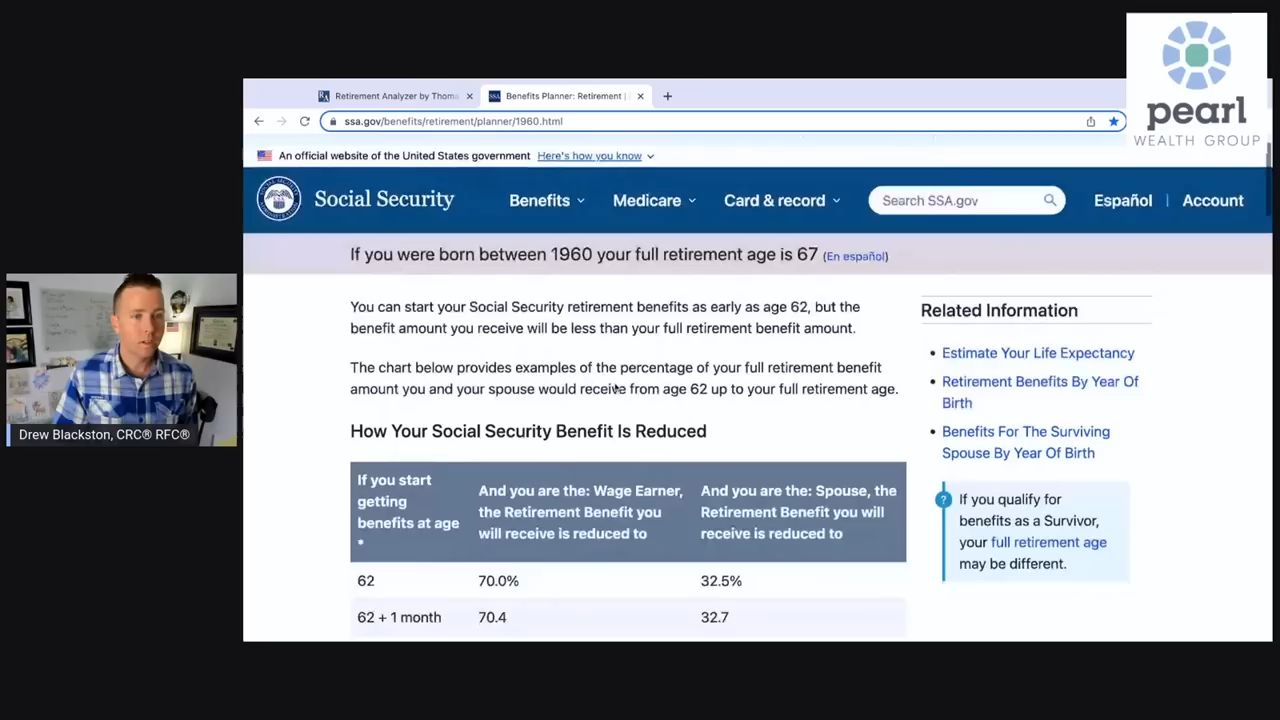 pearl
WEALTH GROUP
Retirement Analyzer by Thoma
Benefits Planner: Retirement |
ssa.gov/benefits/retirement/planner/1960.html
An official website of the United States government Here's how you know
Social Security
Benefits
Medicare
Card & record
Search SSA.gov
Español
Account
If you were born between 1960 your full retirement age is 67 (En español)
You can start your Social Security retirement benefits as early as age 62, but the
benefit amount you receive will be less than your full retirement benefit amount.
The chart below provides examples of the percentage of your full retirement benefit
amount you and your spouse would receive from age 62 up to your full retirement age.
How Your Social Security Benefit Is Reduced
If you start
getting
benefits at age
*
And you are the: Wage Earner,
the Retirement Benefit you
will receive is reduced to
And you are the: Spouse, the
Retirement Benefit you will
receive is reduced to
62 70.0% 32.5%
62 + 1 month 70.4 32.7
Related Information
• Estimate Your Life Expectancy
• Retirement Benefits By Year Of
Birth
• Benefits For The Surviving
Spouse By Year Of Birth
? If you qualify for
benefits as a Survivor,
your full retirement age
may be different.
Drew Blackston, CRC® RFC®